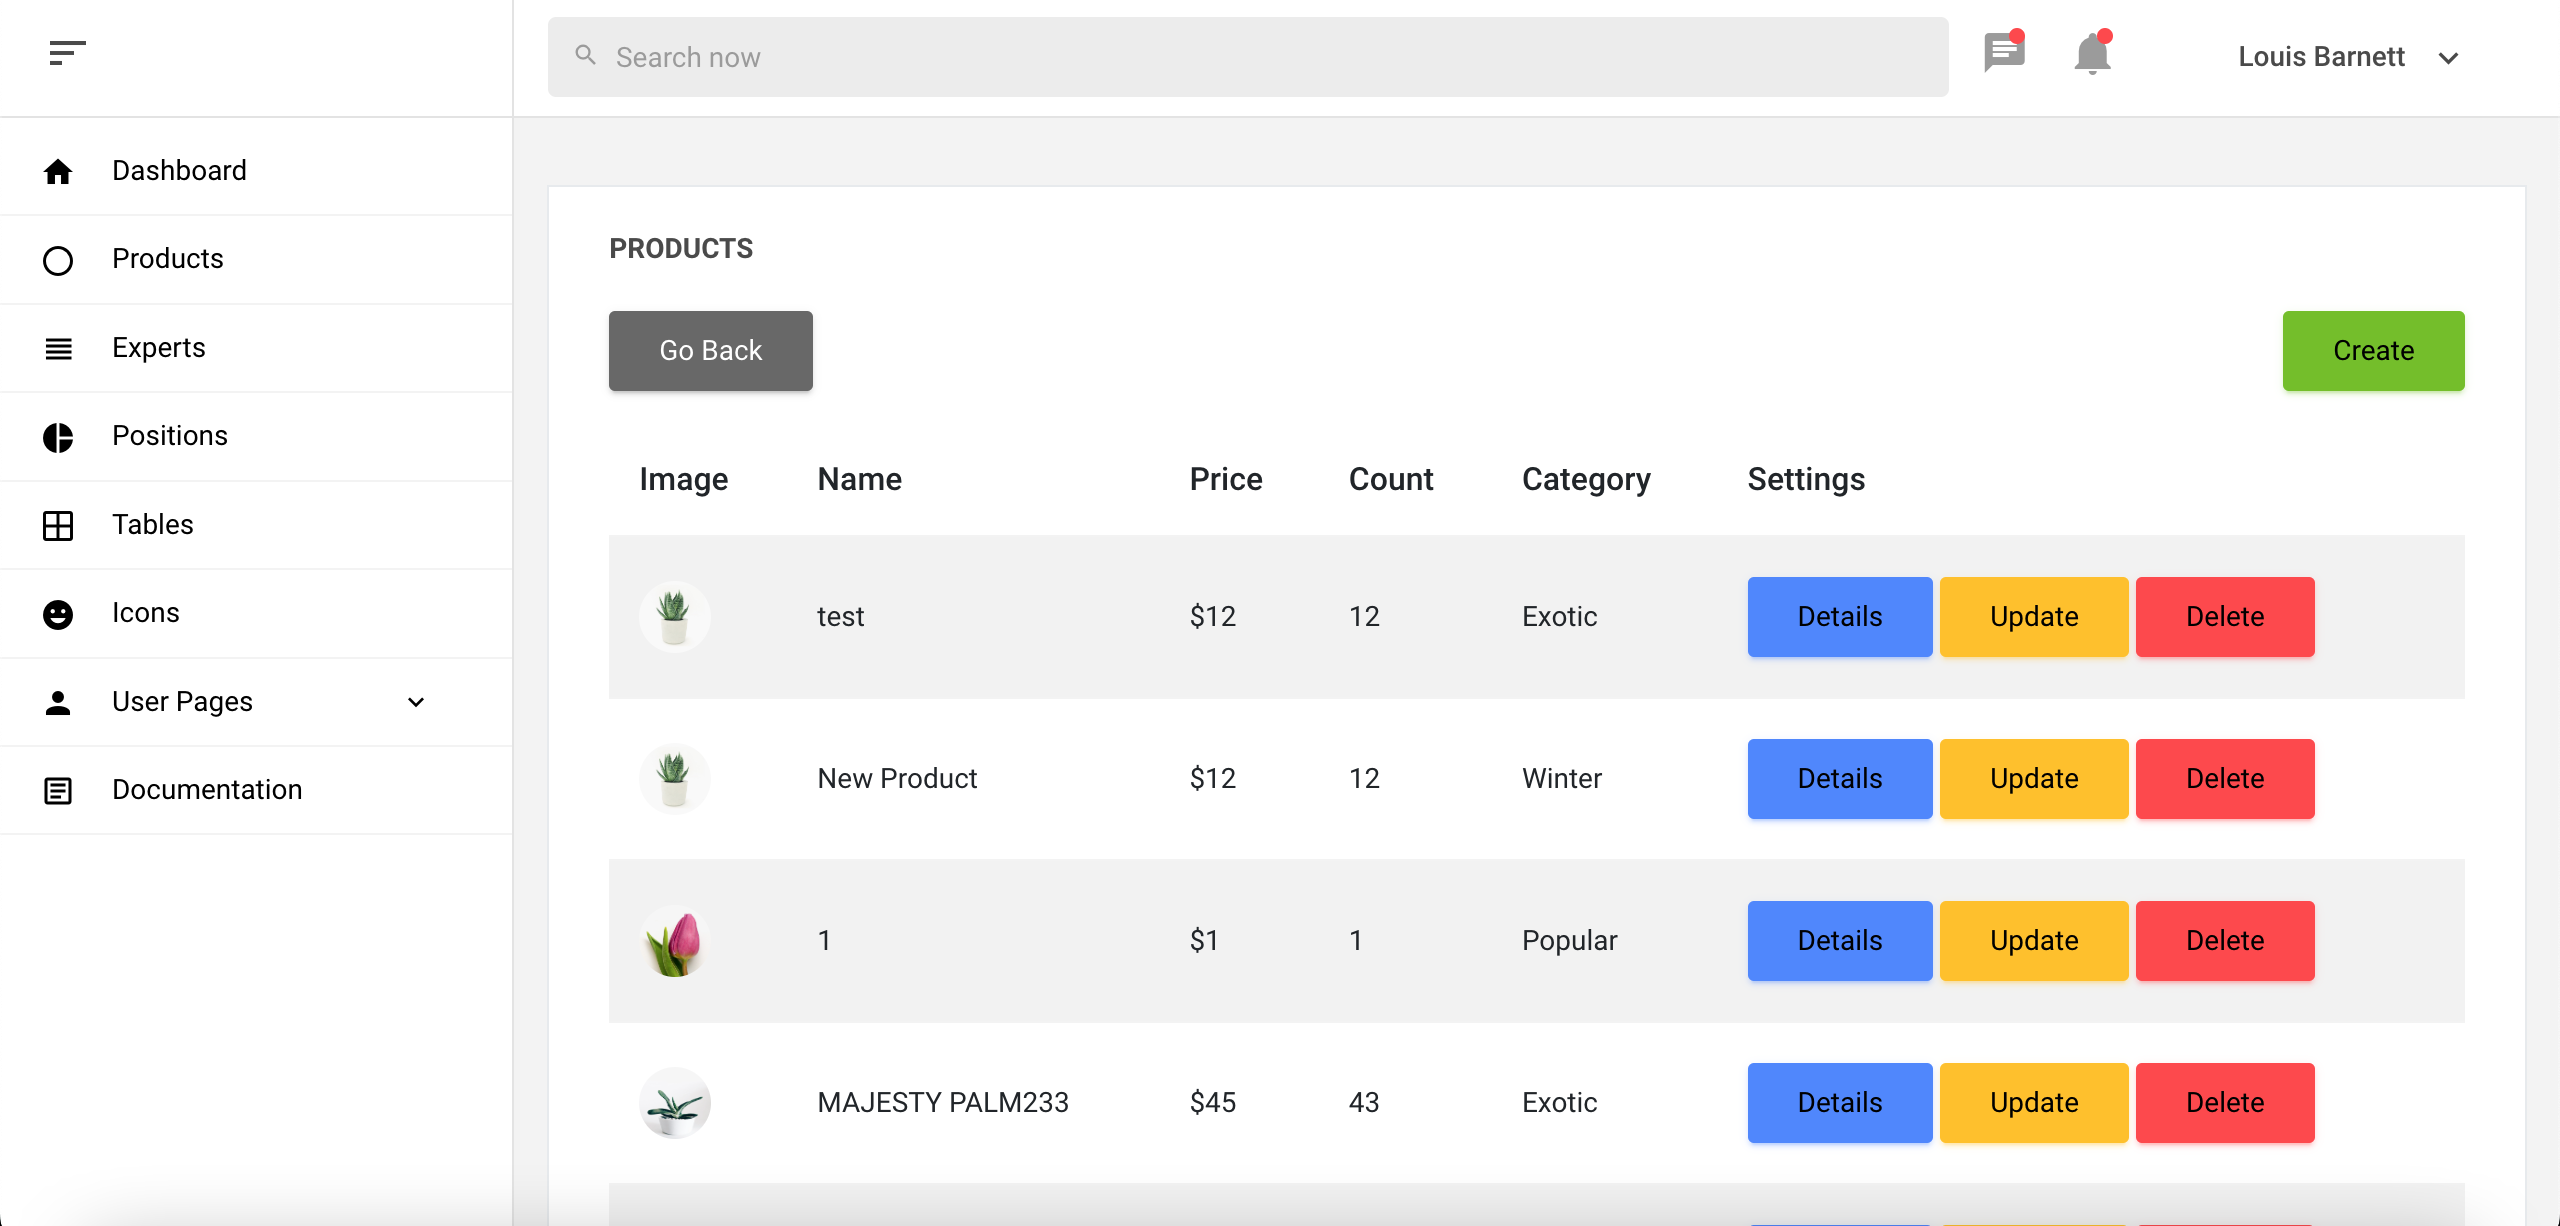 Search now
Louis Barnett
Dashboard
Products
Experts
Positions
Tables
Icons
User Pages
Documentation
PRODUCTS
Go Back
Create
Image Name Price Count Category Settings
test $12 12 Exotic Details Update Delete
New Product $12 12 Winter Details Update Delete
1 $1 1 Popular Details Update Delete
MAJESTY PALM233 $45 43 Exotic Details Update Delete